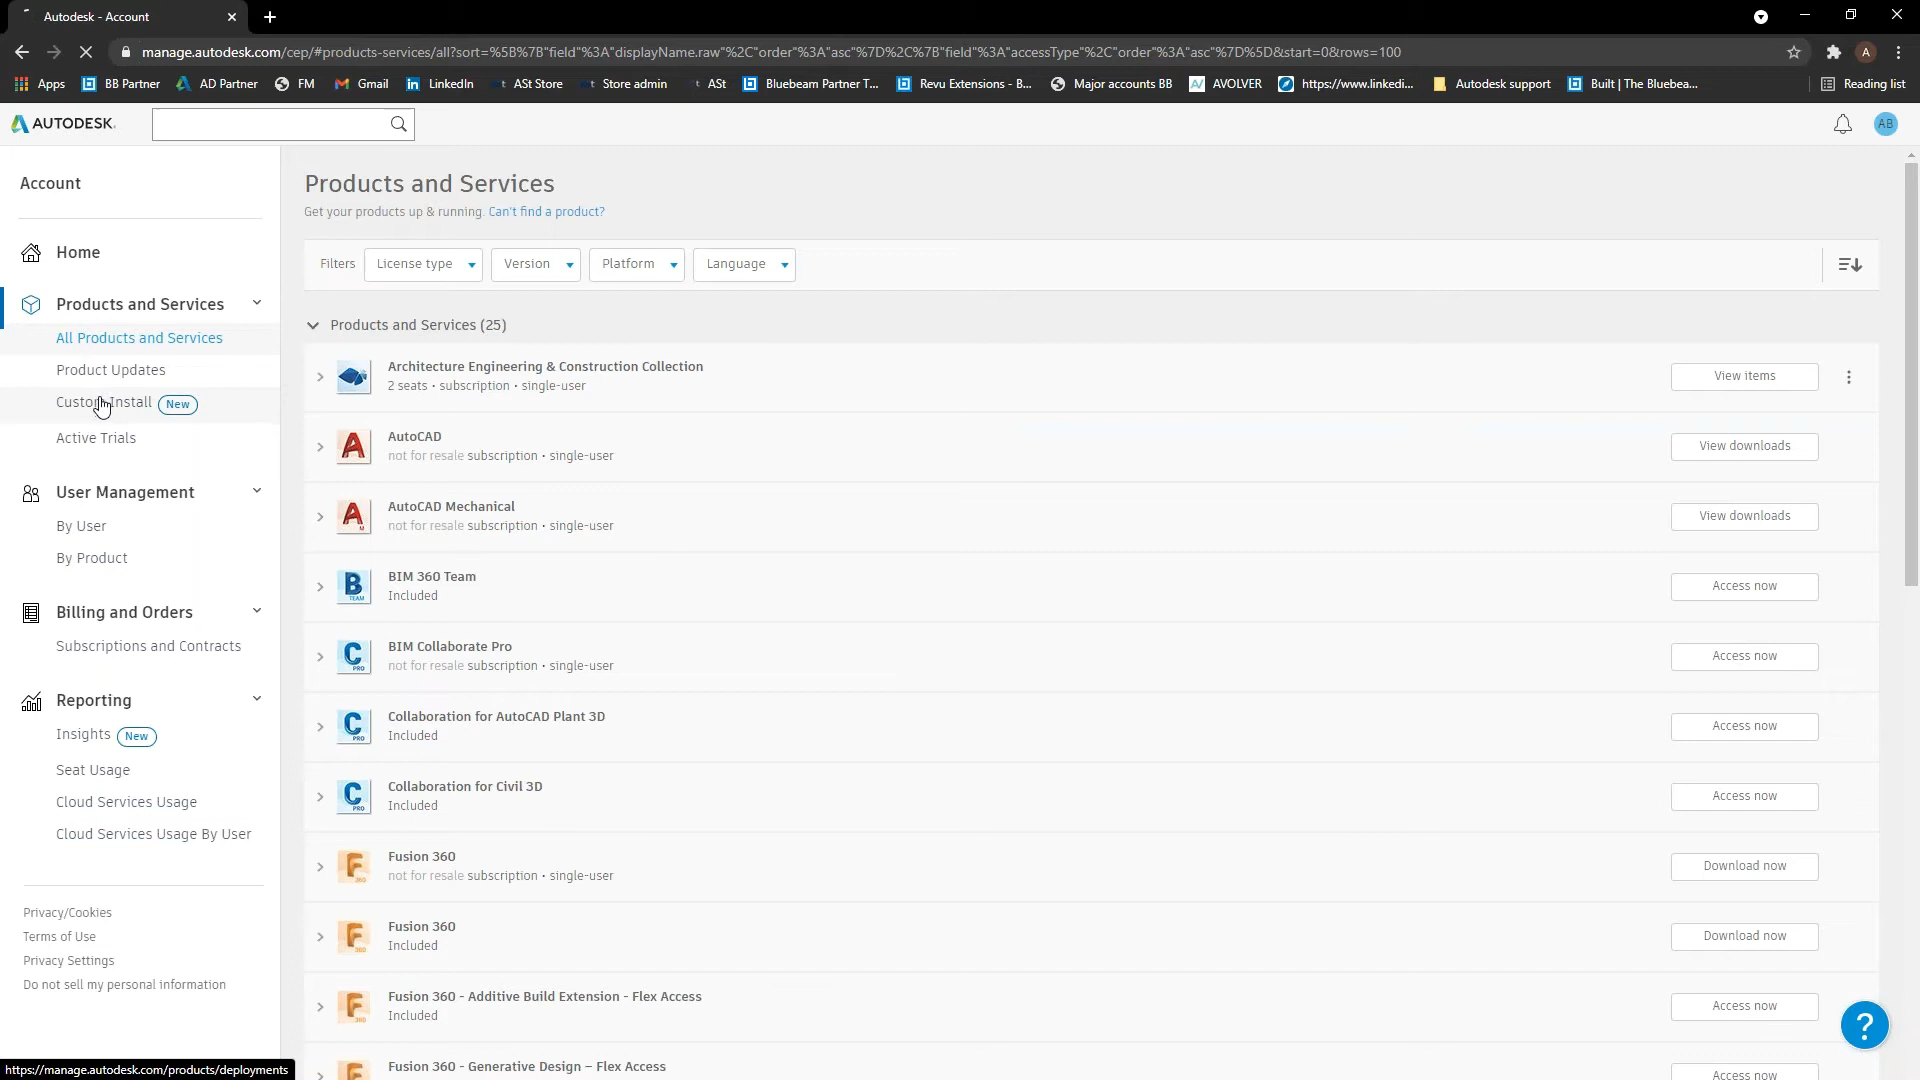 Autodesk - Account
manage.autodesk.com/cep/#products-services/all?sort=%5B%7B"field"%3A"displayName.raw"%2C"order"%3A"asc"%7D%2C%7B"field"%3A"accessType"%2C"order"%3A"asc"%7D%5D&start=0&rows=100
A
Apps BB Partner AD Partner FM Gmail LinkedIn ASt Store Store admin ASt Bluebeam Partner T... Revu Extensions - B... Major accounts BB AVOLVER https://www.linkedi... Autodesk support Built | The Bluebea... Reading list
AUTODESK.
AB
Account
Home
Products and Services
All Products and Services
Product Updates
Custom Install New
Active Trials
User Management
By User
By Product
Billing and Orders
Subscriptions and Contracts
Reporting
Insights New
Seat Usage
Cloud Services Usage
Cloud Services Usage By User
Privacy/Cookies
Terms of Use
Privacy Settings
Do not sell my personal information
https://manage.autodesk.com/products/deployments
Products and Services
Get your products up & running. Can't find a product?
Filters License type Version Platform Language
Products and Services (25)
Architecture Engineering & Construction Collection
2 seats • subscription • single-user
View items
AutoCAD
not for resale subscription • single-user
View downloads
AutoCAD Mechanical
not for resale subscription • single-user
View downloads
BIM 360 Team
Included
Access now
BIM Collaborate Pro
not for resale subscription • single-user
Access now
Collaboration for AutoCAD Plant 3D
Included
Access now
Collaboration for Civil 3D
Included
Access now
Fusion 360
not for resale subscription • single-user
Download now
Fusion 360
Included
Download now
Fusion 360 - Additive Build Extension - Flex Access
Included
Access now
Fusion 360 - Generative Design – Flex Access
Access now
?